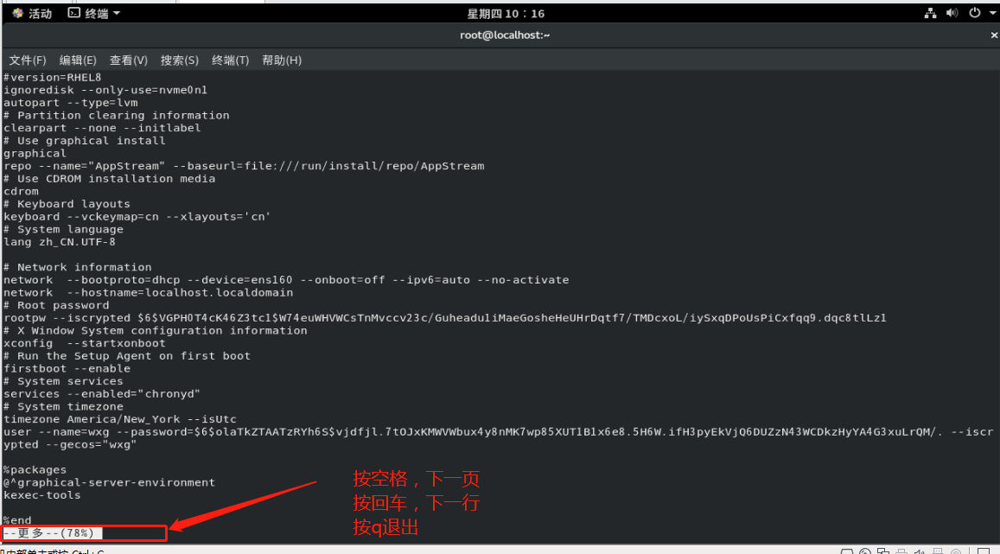 活动 终端 星期四 10：16
root@localhost:~ ×
文件(F) 编辑(E) 查看(V) 搜索(S) 终端(T) 帮助(H)
#version=RHEL8
ignoredisk --only-use=nvme0n1
autopart --type=lvm
# Partition clearing information
clearpart --none --initlabel
# Use graphical install
graphical
repo --name="AppStream" --baseurl=file:///run/install/repo/AppStream
# Use CDROM installation media
cdrom
# Keyboard layouts
keyboard --vckeymap=cn --xlayouts='cn'
# System language
lang zh_CN.UTF-8
# Network information
network  --bootproto=dhcp --device=ens160 --onboot=off --ipv6=auto --no-activate
network  --hostname=localhost.localdomain
# Root password
rootpw --iscrypted $6$VGPH0T4cK46Z3tc1$W74euWHVWCsTnMvccv23c/Guheadu1iMaeGosheHeUHrDqtf7/TMDcxoL/iySxqDPoUsPiCxfqq9.dqc8tlLz1
# X Window System configuration information
xconfig  --startxonboot
# Run the Setup Agent on first boot
firstboot --enable
# System services
services --enabled="chronyd"
# System timezone
timezone America/New_York --isUtc
user --name=wxg --password=$6$olaTkZTAATzRYh6S$vjdfjl.7tOJxKMWVWbux4y8nMK7wp85XUT1B1x6e8.5H6W.ifH3pyEkVjQ6DUZzN43WCDkzHyYA4G3xuLrQM/. --iscr
ypted --gecos="wxg"
%packages
@^graphical-server-environment
kexec-tools
%end
--更多--(78%)
按空格，下一页
按回车，下一行
按q退出